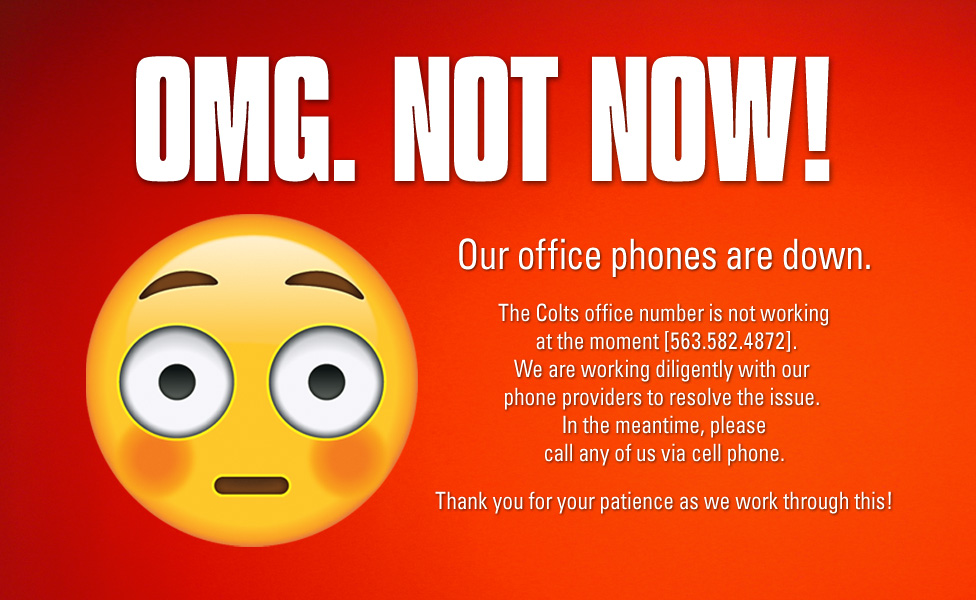 OMG. NOT NOW!
Our office phones are down.
The Colts office number is not working
at the moment [563.582.4872].
We are working diligently with our
phone providers to resolve the issue.
In the meantime, please
call any of us via cell phone.
Thank you for your patience as we work through this!